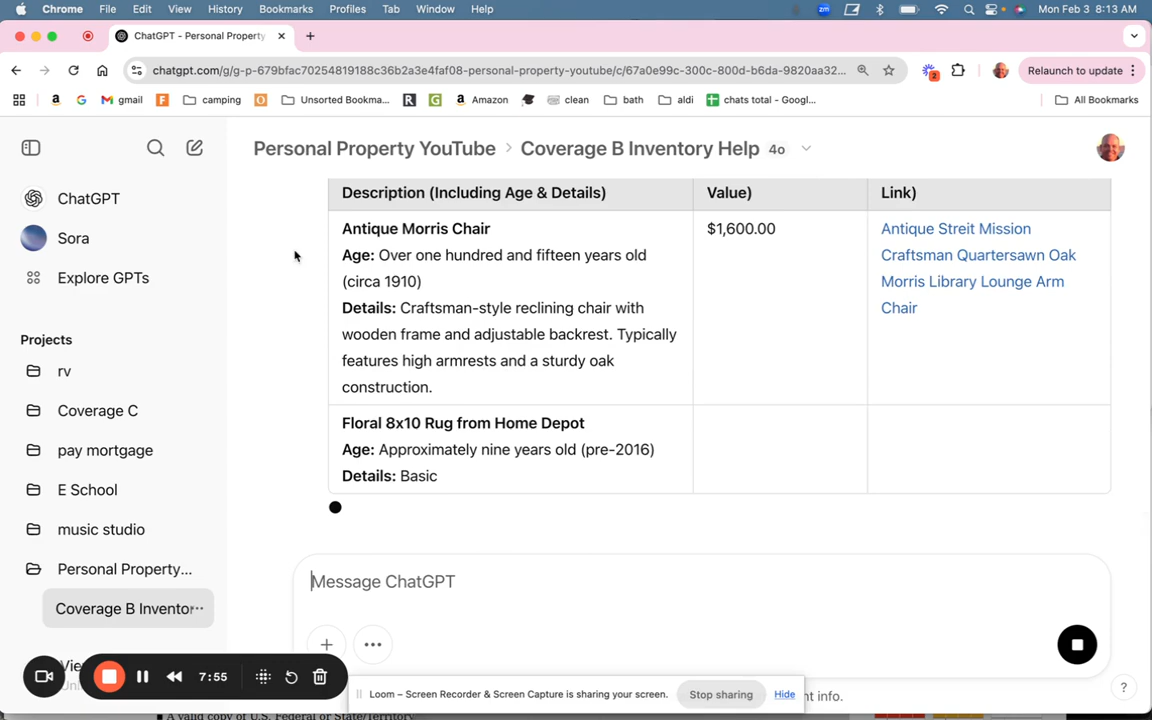 Chrome File Edit View History Bookmarks Profiles Tab Window Help zm Mon Feb 3 8:13 AM
ChatGPT - Personal Property
chatgpt.com/g/g-p-679bfac70254819188c36b2a3e4faf08-personal-property-youtube/c/67a0e99c-300c-800d-b6da-9820aa32... 2 Relaunch to update
gmail F camping Unsorted Bookma... R G Amazon clean bath aldi chats total - Googl... All Bookmarks
Personal Property YouTube > Coverage B Inventory Help 4o
ChatGPT
Sora
Explore GPTs
Projects
rv
Coverage C
pay mortgage
E School
music studio
Personal Property...
Coverage B Inventor
Vie
Description (Including Age & Details) Value) Link)
Antique Morris Chair $1,600.00 Antique Streit Mission
Age: Over one hundred and fifteen years old Craftsman Quartersawn Oak
(circa 1910) Morris Library Lounge Arm
Details: Craftsman-style reclining chair with Chair
wooden frame and adjustable backrest. Typically
features high armrests and a sturdy oak
construction.
Floral 8x10 Rug from Home Depot
Age: Approximately nine years old (pre-2016)
Details: Basic
Message ChatGPT
7:55
Loom – Screen Recorder & Screen Capture is sharing your screen. Stop sharing Hide nt info.
?
A valid copy of U.S. Federal or State/Territory